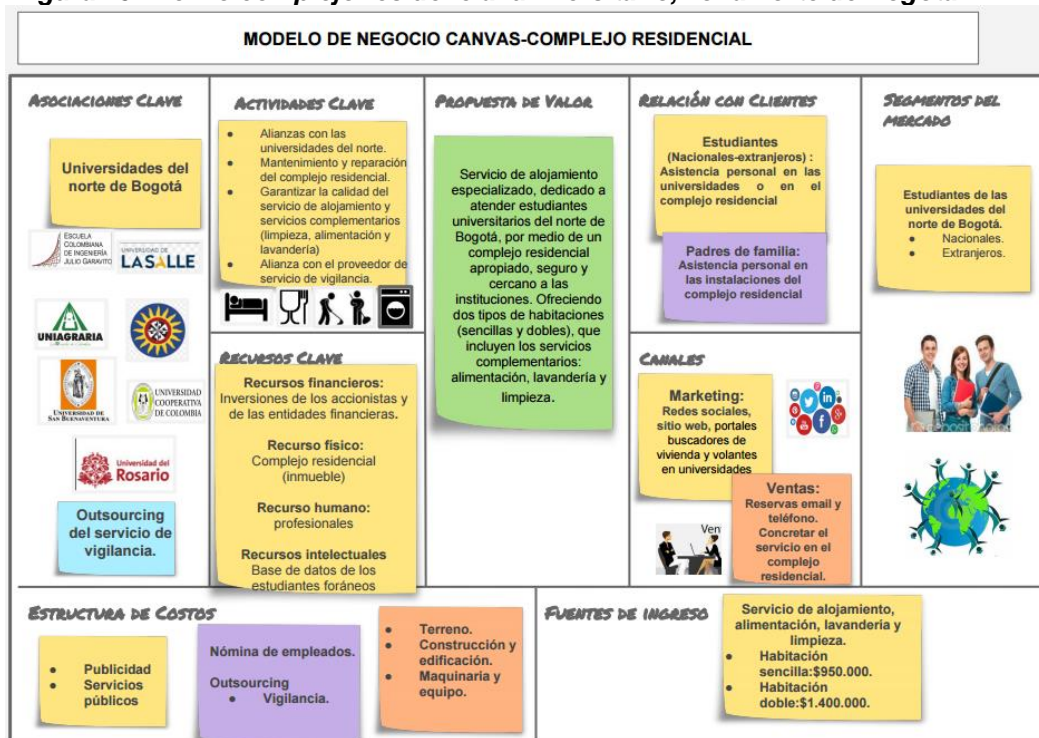 MODELO DE NEGOCIO CANVAS-COMPLEJO RESIDENCIAL
ASOCIACIONES CLAVE
Universidades del
norte de Bogotá
ESCUELA
COLOMBIANA
DE INGENIERÍA
JULIO GARAVITO
UNIVERSIDAD DE
LASALLE
UNIAGRARIA
UNIVERSIDAD DE
SAN BUENAVENTURA
UNIVERSIDAD
COOPERATIVA
DE COLOMBIA
Universidad del
Rosario
Outsourcing
del servicio de
vigilancia.
ACTIVIDADES CLAVE
● Alianzas con las
universidades del norte.
● Mantenimiento y reparación
del complejo residencial.
● Garantizar la calidad del
servicio de alojamiento y
servicios complementarios
(limpieza, alimentación y
lavandería)
● Alianza con el proveedor de
servicio de vigilancia.
RECURSOS CLAVE
Recursos financieros:
Inversiones de los accionistas y
de las entidades financieras.
Recurso físico:
Complejo residencial
(inmueble)
Recurso humano:
profesionales
Recursos intelectuales
Base de datos de los
estudiantes foráneos
PROPUESTA DE VALOR
Servicio de alojamiento
especializado, dedicado a
atender estudiantes
universitarios del norte de
Bogotá, por medio de un
complejo residencial
apropiado, seguro y
cercano a las
instituciones. Ofreciendo
dos tipos de habitaciones
(sencillas y dobles), que
incluyen los servicios
complementarios:
alimentación, lavandería y
limpieza.
RELACIÓN CON CLIENTES
Estudiantes
(Nacionales-extranjeros) :
Asistencia personal en las
universidades o en el
complejo residencial
Padres de familia:
Asistencia personal en
las instalaciones del
complejo residencial
CANALES
Marketing:
Redes sociales,
sitio web, portales
buscadores de
vivienda y volantes
en universidades
Ven
Ventas:
Reservas email y
teléfono.
Concretar el
servicio en el
complejo
residencial.
SEGMENTOS DEL
MERCADO
Estudiantes de las
universidades del
norte de Bogotá.
● Nacionales.
● Extranjeros.
ESTRUCTURA DE COSTOS
● Publicidad
● Servicios
públicos
Nómina de empleados.
Outsourcing
● Vigilancia.
● Terreno.
● Construcción y
edificación.
● Maquinaria y
equipo.
FUENTES DE INGRESO
Servicio de alojamiento,
alimentación, lavandería y
limpieza.
● Habitación
sencilla:$950.000.
● Habitación
doble:$1.400.000.